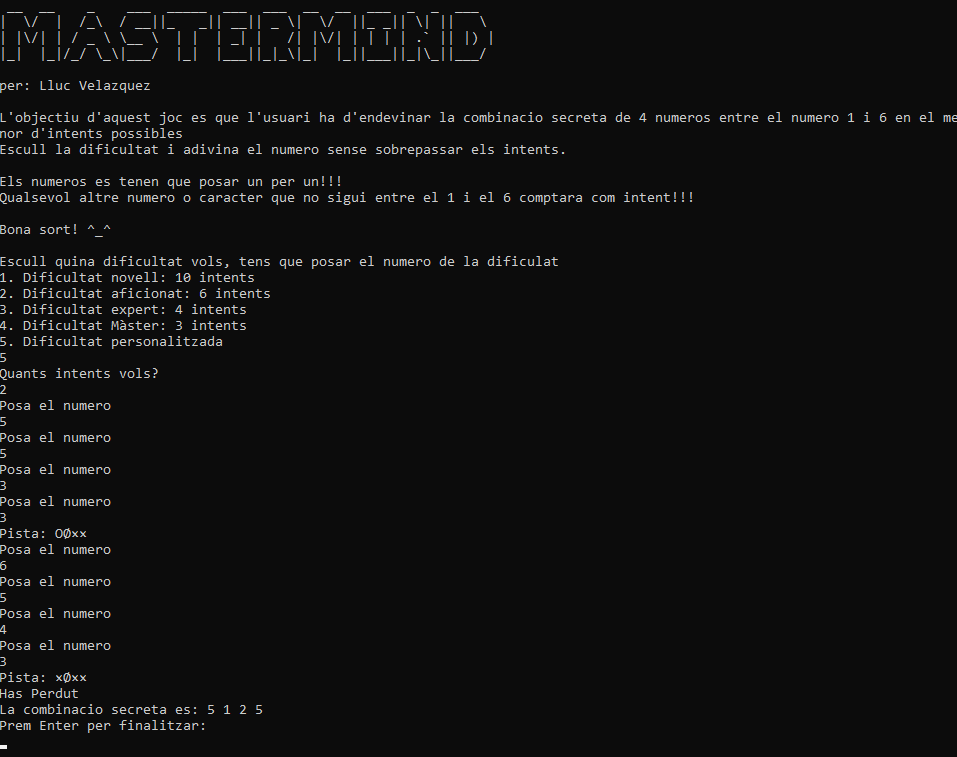 MASTERMIND
per: Lluc Velazquez
L'objectiu d'aquest joc es que l'usuari ha d'endevinar la combinacio secreta de 4 numeros entre el numero 1 i 6 en el me
nor d'intents possibles
Escull la dificultat i adivina el numero sense sobrepassar els intents.
Els numeros es tenen que posar un per un!!!
Qualsevol altre numero o caracter que no sigui entre el 1 i el 6 comptara com intent!!!
Bona sort! ^_^
Escull quina dificultat vols, tens que posar el numero de la dificulat
1. Dificultat novell: 10 intents
2. Dificultat aficionat: 6 intents
3. Dificultat expert: 4 intents
4. Dificultat Màster: 3 intents
5. Dificultat personalitzada
5
Quants intents vols?
2
Posa el numero
5
Posa el numero
5
Posa el numero
3
Posa el numero
3
Pista: OØ××
Posa el numero
6
Posa el numero
5
Posa el numero
4
Posa el numero
3
Pista: ×Ø××
Has Perdut
La combinacio secreta es: 5 1 2 5
Prem Enter per finalitzar: